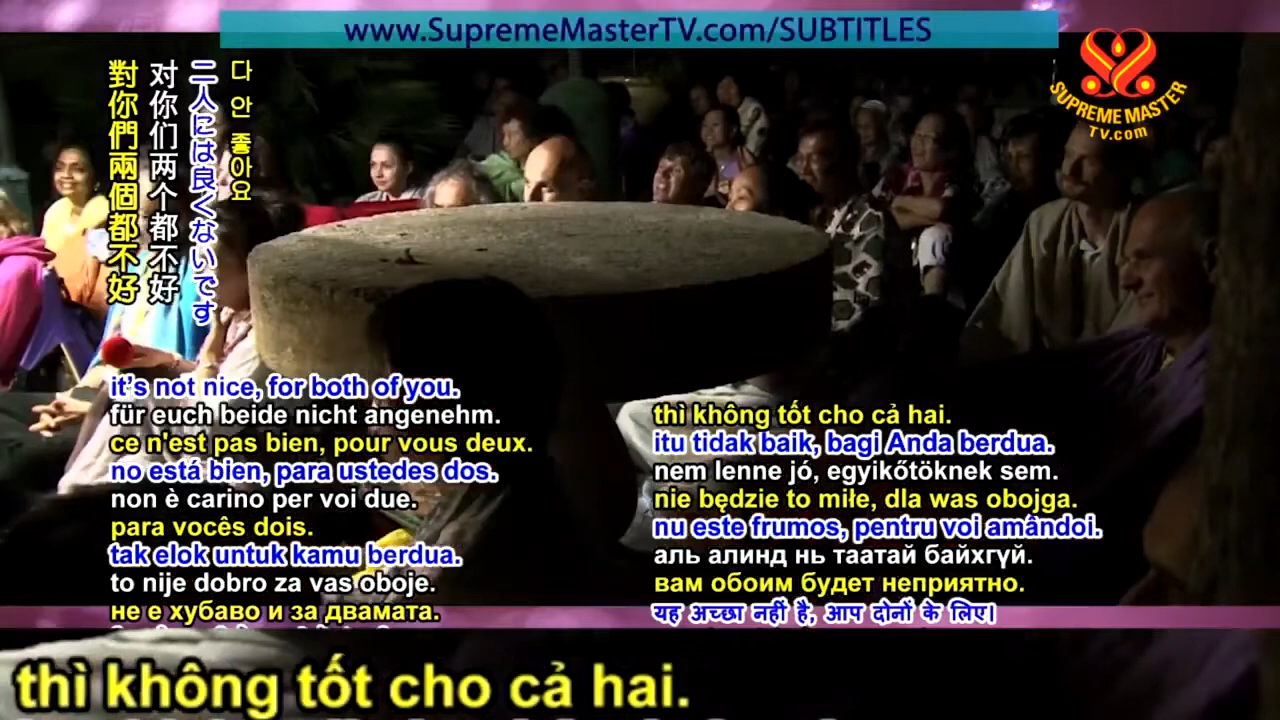 www.SupremeMasterTV.com/SUBTITLES
SUPREME MASTER
TV.com
對你們兩個都不好
对你们两个都不好
二人には良くないです
다 안 좋아요
it's not nice, for both of you.
für euch beide nicht angenehm.
ce n'est pas bien, pour vous deux.
no está bien, para ustedes dos.
non è carino per voi due.
para vocês dois.
tak elok untuk kamu berdua.
to nije dobro za vas oboje.
не е хубаво и за двамата.
thì không tốt cho cả hai.
itu tidak baik, bagi Anda berdua.
nem lenne jó, egyikőtöknek sem.
nie będzie to miłe, dla was obojga.
nu este frumos, pentru voi amândoi.
аль алинд нь таатай байхгүй.
вам обоим будет неприятно.
यह अच्छा नहीं है, आप दोनों के लिए।
thì không tốt cho cả hai.